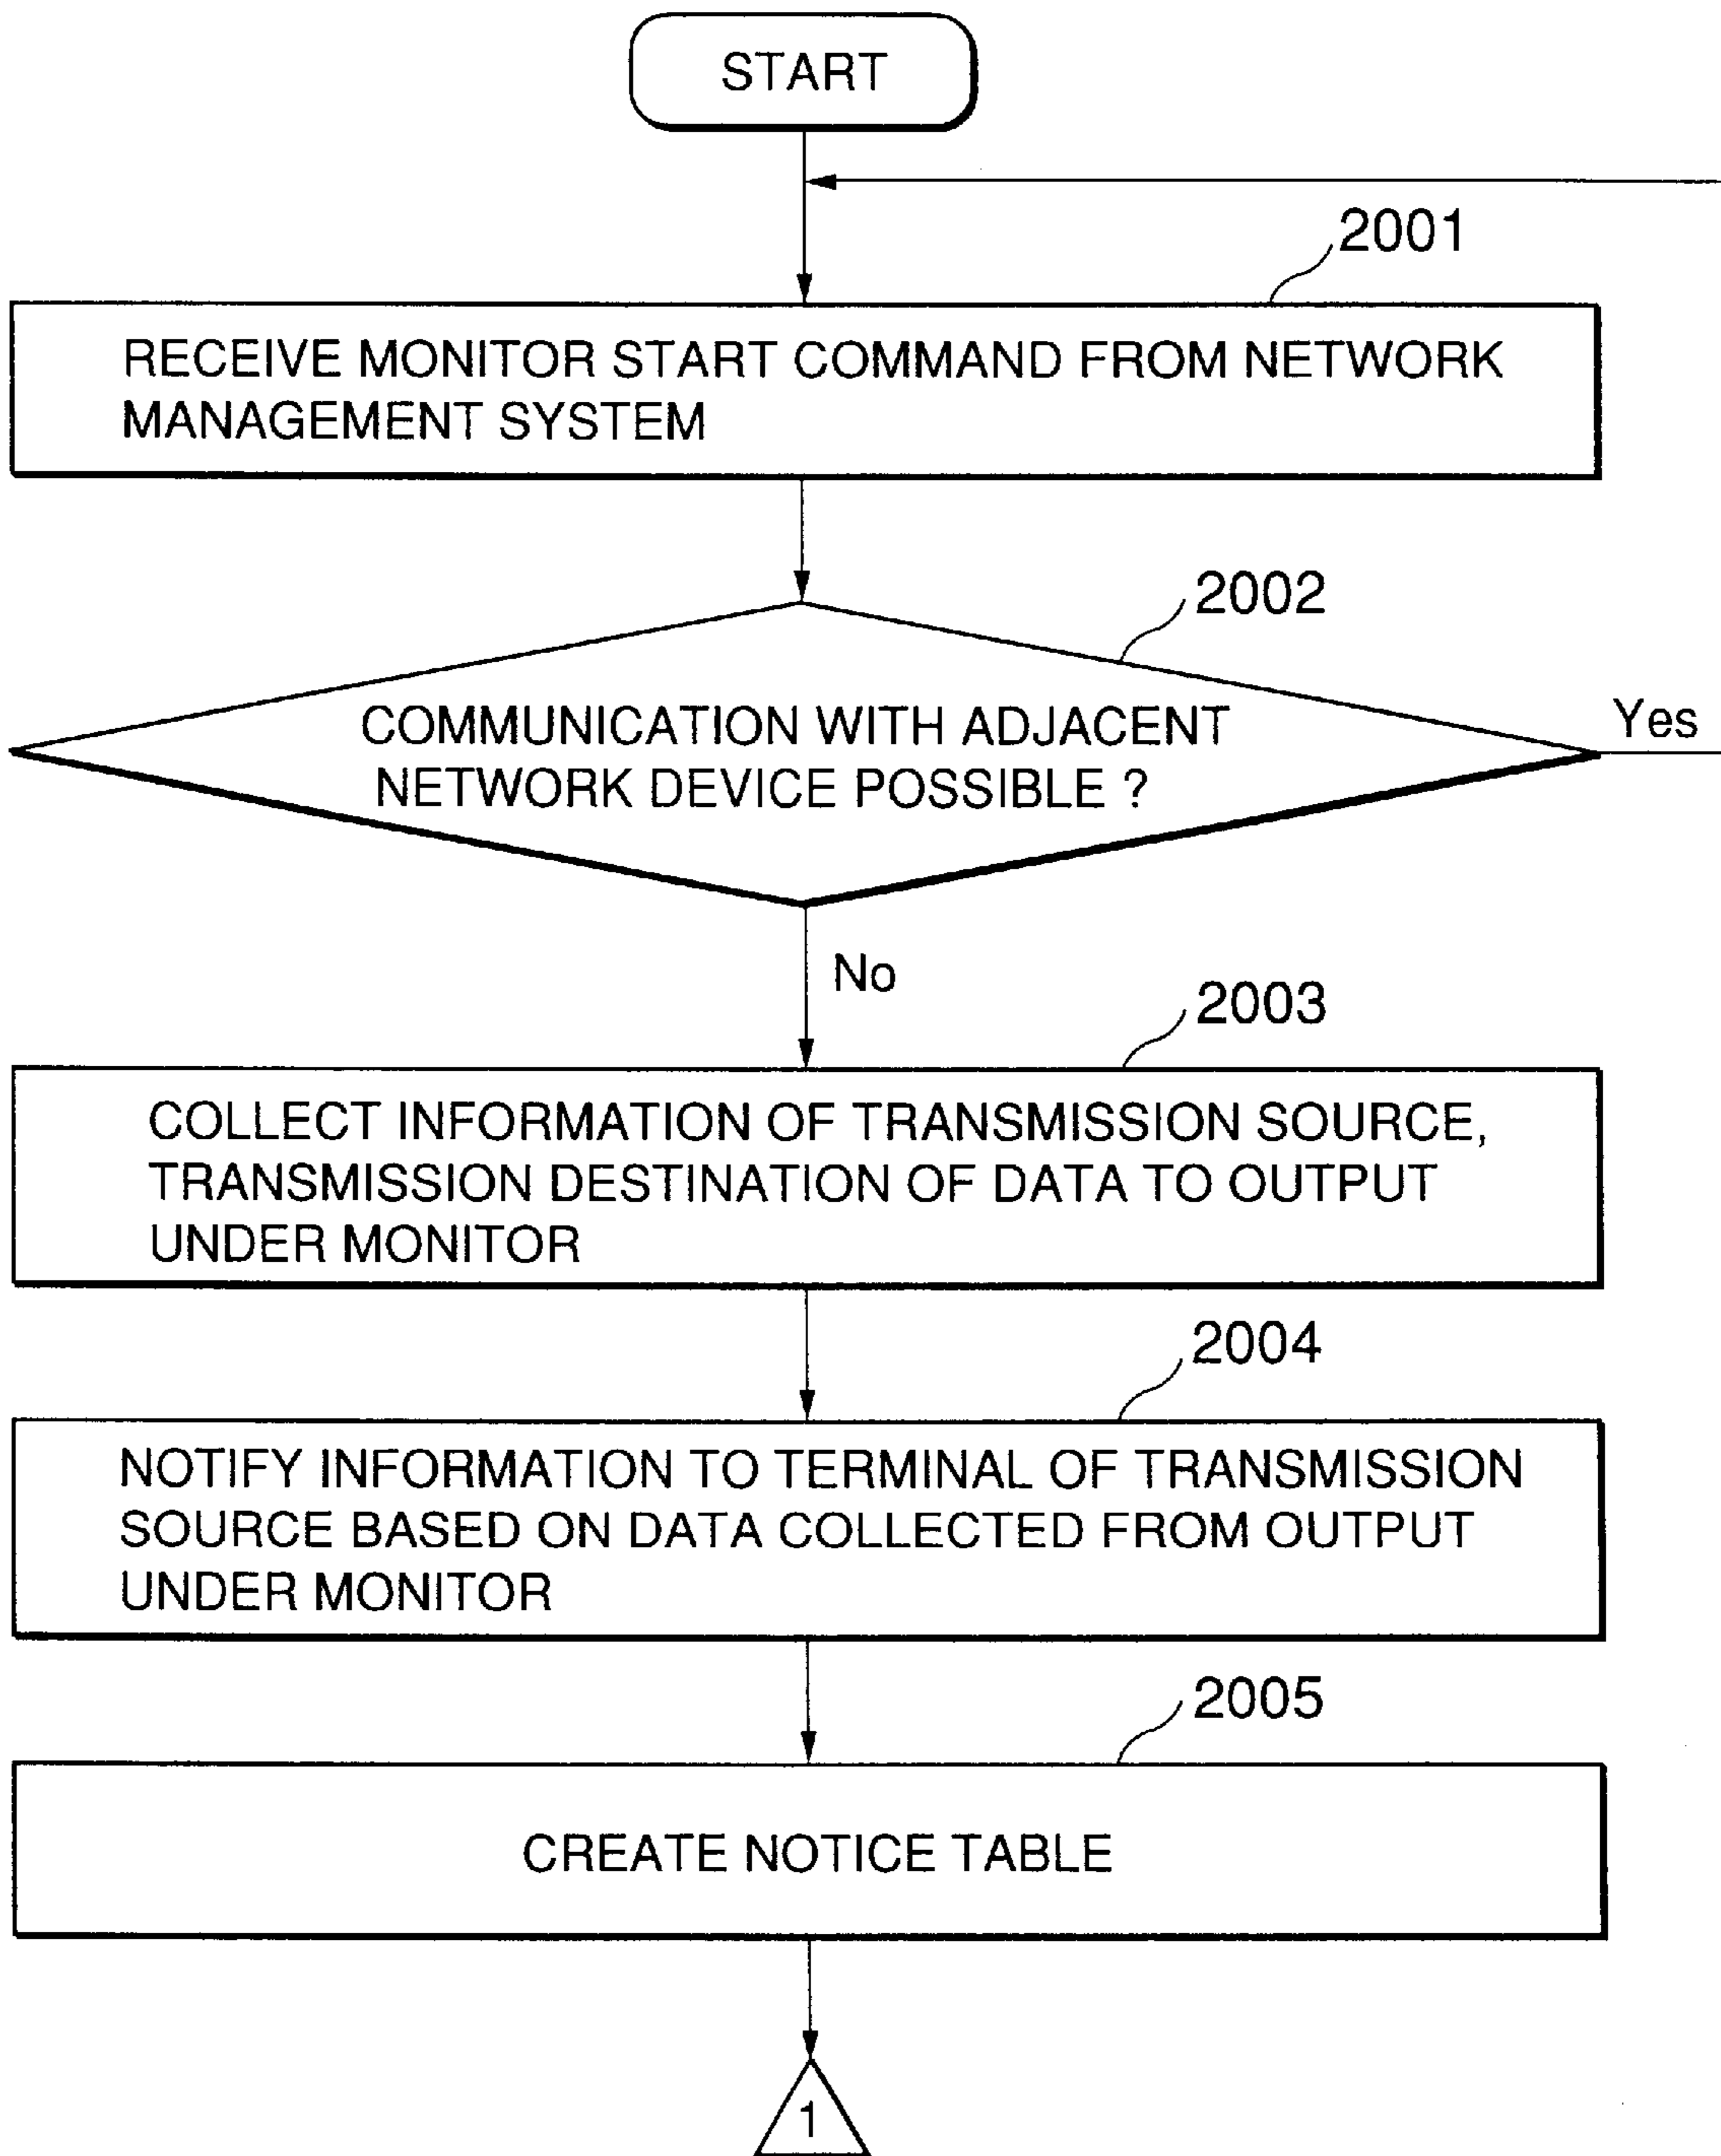 START
2001
RECEIVE MONITOR START COMMAND FROM NETWORK
MANAGEMENT SYSTEM
2002
COMMUNICATION WITH ADJACENT
NETWORK DEVICE POSSIBLE ?
Yes
No
2003
COLLECT INFORMATION OF TRANSMISSION SOURCE,
TRANSMISSION DESTINATION OF DATA TO OUTPUT
UNDER MONITOR
2004
NOTIFY INFORMATION TO TERMINAL OF TRANSMISSION
SOURCE BASED ON DATA COLLECTED FROM OUTPUT
UNDER MONITOR
2005
CREATE NOTICE TABLE
1